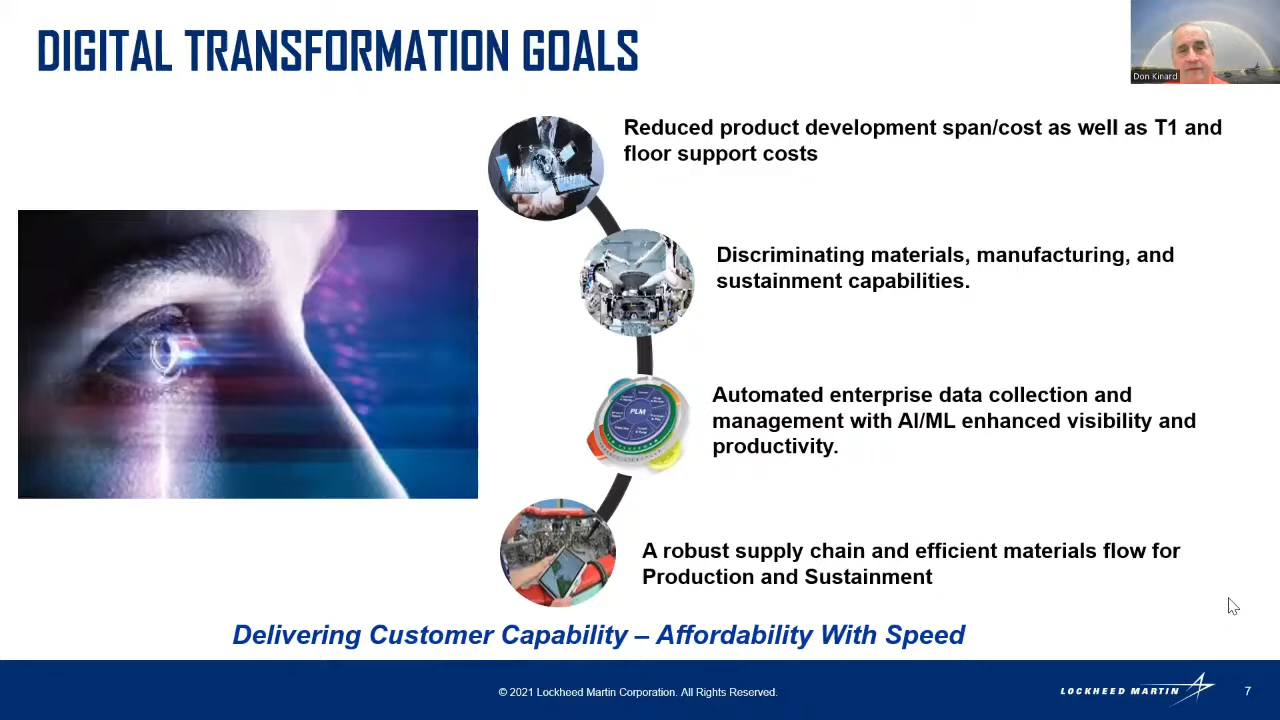 DIGITAL TRANSFORMATION GOALS
Don Kinard
Reduced product development span/cost as well as T1 and
floor support costs
Discriminating materials, manufacturing, and
sustainment capabilities.
PLM
Automated enterprise data collection and
management with AI/ML enhanced visibility and
productivity.
A robust supply chain and efficient materials flow for
Production and Sustainment
Delivering Customer Capability – Affordability With Speed
© 2021 Lockheed Martin Corporation. All Rights Reserved.
LOCKHEED MARTIN
7